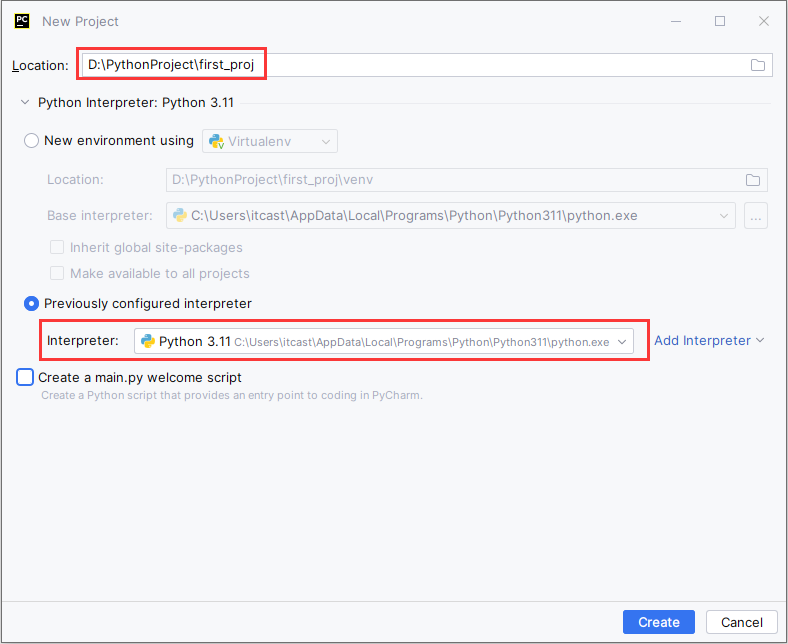 PC New Project
Location: D:\PythonProject\first_proj
Python Interpreter: Python 3.11
New environment using Virtualenv
Location: D:\PythonProject\first_proj\venv
Base interpreter: C:\Users\itcast\AppData\Local\Programs\Python\Python311\python.exe ...
Inherit global site-packages
Make available to all projects
Previously configured interpreter
Interpreter: Python 3.11 C:\Users\itcast\AppData\Local\Programs\Python\Python311\python.exe Add Interpreter
Create a main.py welcome script
Create a Python script that provides an entry point to coding in PyCharm.
Create Cancel